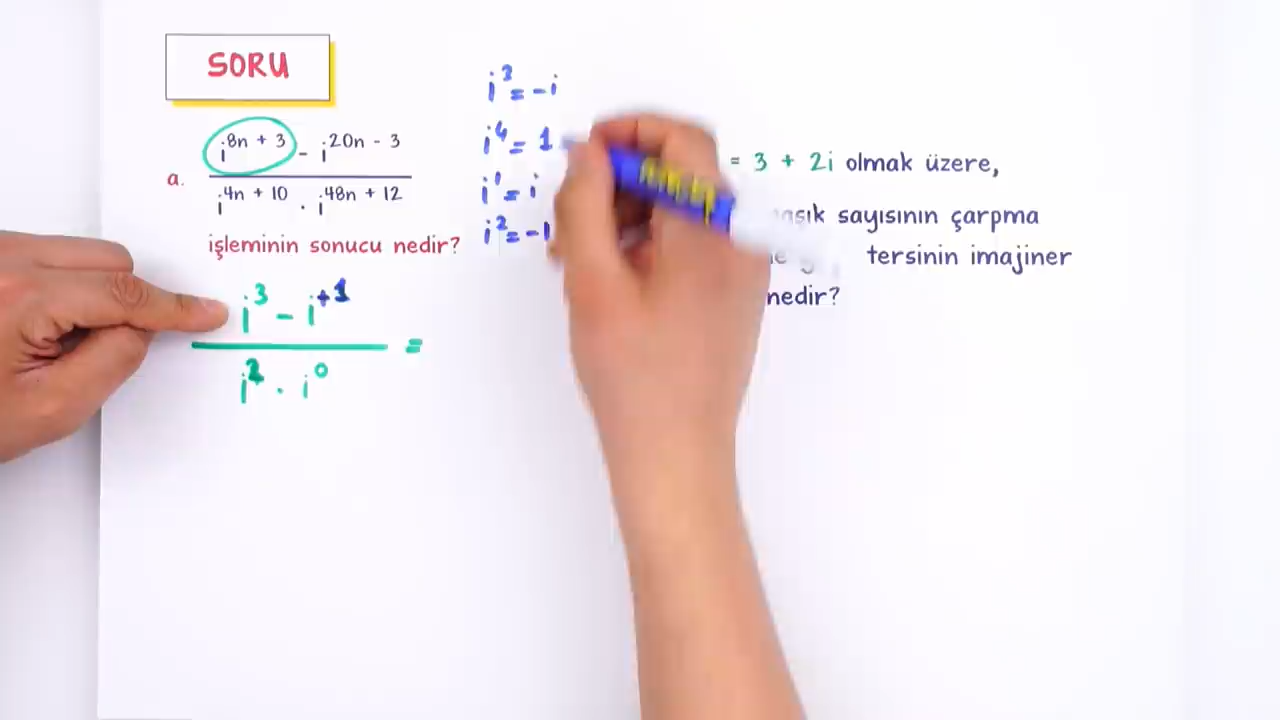 SORU
a. i^8n + 3 - i^20n - 3
i^4n + 10 . i^48n + 12
işleminin sonucu nedir?
i^3 - i^+1
i^2 . i^0 =
i^3 = -i
i^4 = 1
i^1 = i
i^2 = -1
= 3 + 2i olmak üzere,
sayısının çarpma
tersinin imajiner
nedir?